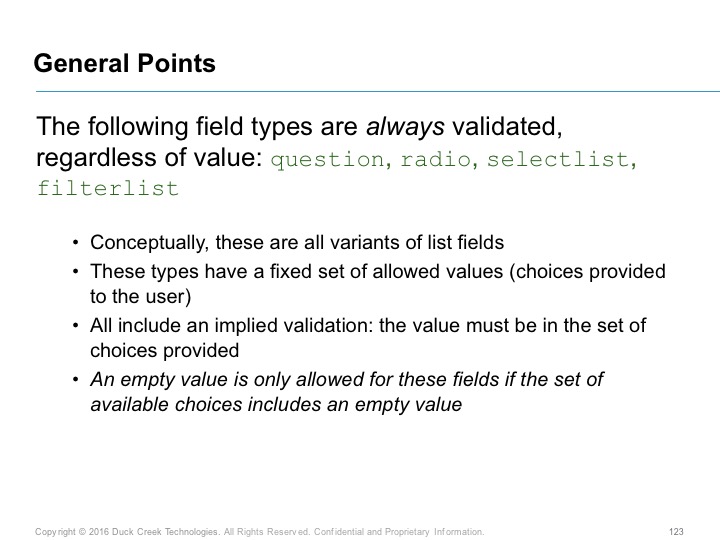 General Points
The following field types are always validated,
regardless of value: question, radio, selectlist,
filterlist
• Conceptually, these are all variants of list fields
• These types have a fixed set of allowed values (choices provided
to the user)
• All include an implied validation: the value must be in the set of
choices provided
• An empty value is only allowed for these fields if the set of
available choices includes an empty value
Copyright © 2016 Duck Creek Technologies. All Rights Reserved. Confidential and Proprietary Information. 123